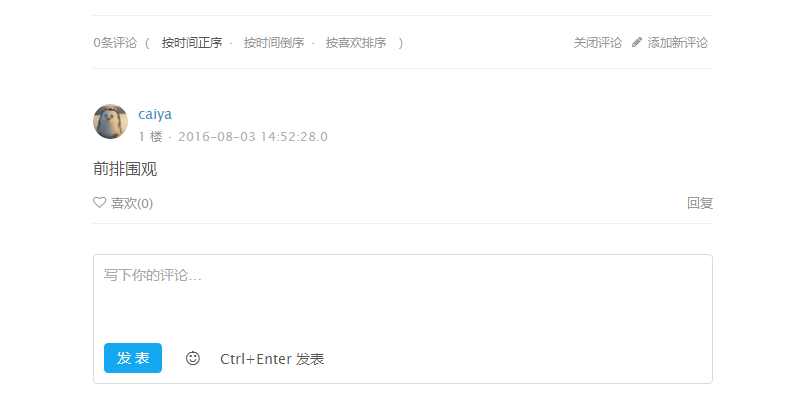 0条评论 ( 按时间正序 · 按时间倒序 · 按喜欢排序 ) 关闭评论 添加新评论
caiya
1 楼 · 2016-08-03 14:52:28.0
前排围观
喜欢(0) 回复
写下你的评论...
发 表 Ctrl+Enter 发表